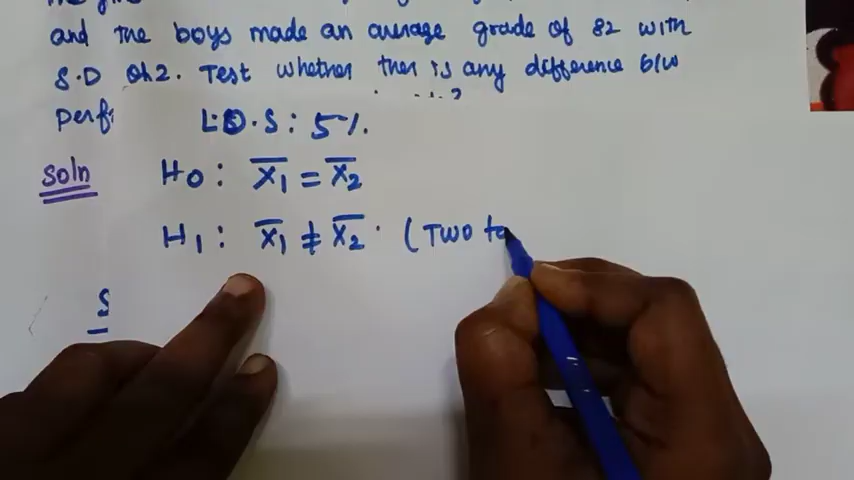 and the boys made an average grade of 82 with
S.D of 2. Test whether ther is any difference b/w
perf
L.O.S : 5%.
Soln H0 : X̄1 = X̄2
H1 : X̄1 ≠ X̄2. (Two ta
S